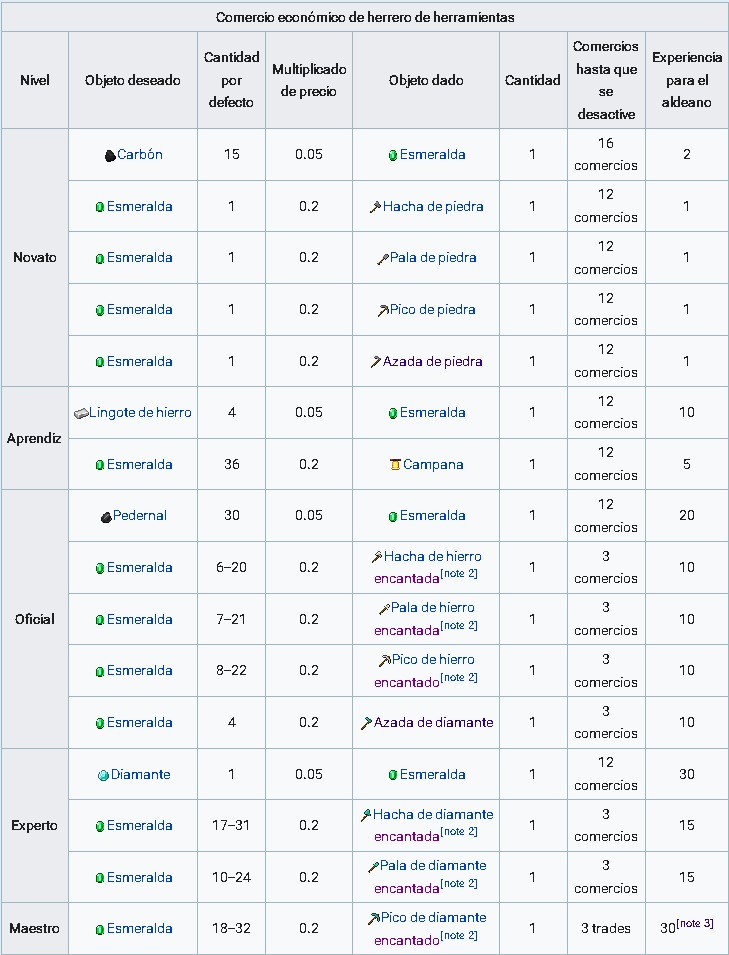 Comercio económico de herrero de herramientas
Nivel Objeto deseado Cantidad por defecto Multiplicado de precio Objeto dado Cantidad Comercios hasta que se desactive Experiencia para el aldeano
Novato Carbón 15 0.05 Esmeralda 1 16 comercios 2
Esmeralda 1 0.2 Hacha de piedra 1 12 comercios 1
Esmeralda 1 0.2 Pala de piedra 1 12 comercios 1
Esmeralda 1 0.2 Pico de piedra 1 12 comercios 1
Esmeralda 1 0.2 Azada de piedra 1 12 comercios 1
Aprendiz Lingote de hierro 4 0.05 Esmeralda 1 12 comercios 10
Esmeralda 36 0.2 Campana 1 12 comercios 5
Oficial Pedernal 30 0.05 Esmeralda 1 12 comercios 20
Esmeralda 6–20 0.2 Hacha de hierro encantada[note 2] 1 3 comercios 10
Esmeralda 7–21 0.2 Pala de hierro encantada[note 2] 1 3 comercios 10
Esmeralda 8–22 0.2 Pico de hierro encantado[note 2] 1 3 comercios 10
Esmeralda 4 0.2 Azada de diamante 1 3 comercios 10
Experto Diamante 1 0.05 Esmeralda 1 12 comercios 30
Esmeralda 17–31 0.2 Hacha de diamante encantada[note 2] 1 3 comercios 15
Esmeralda 10–24 0.2 Pala de diamante encantada[note 2] 1 3 comercios 15
Maestro Esmeralda 18–32 0.2 Pico de diamante encantado[note 2] 1 3 trades 30[note 3]